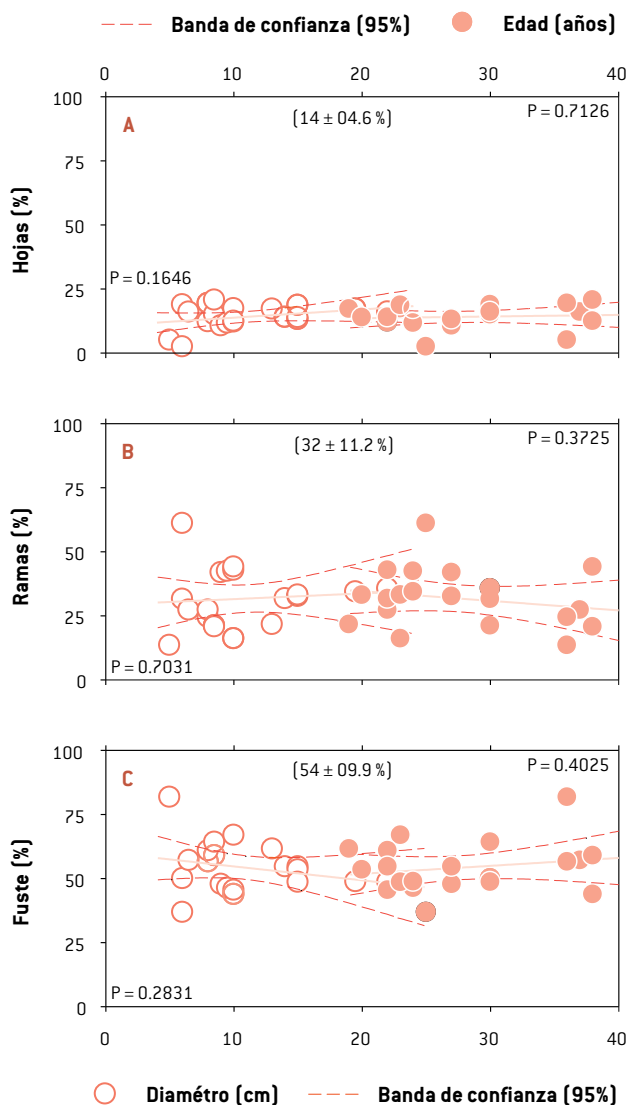 Banda de confianza (95%) Edad (años)
0 10 20 30 40
100
A (14 ± 04.6 %) P = 0.7126
75
Hojas (%)
50
P = 0.1646
25
0
100
B (32 ± 11.2 %) P = 0.3725
75
Ramas (%)
50
25
P = 0.7031
0
100
C (54 ± 09.9 %) P = 0.4025
75
Fuste (%)
50
25
P = 0.2831
0
0 10 20 30 40
Diamétro (cm) Banda de confianza (95%)